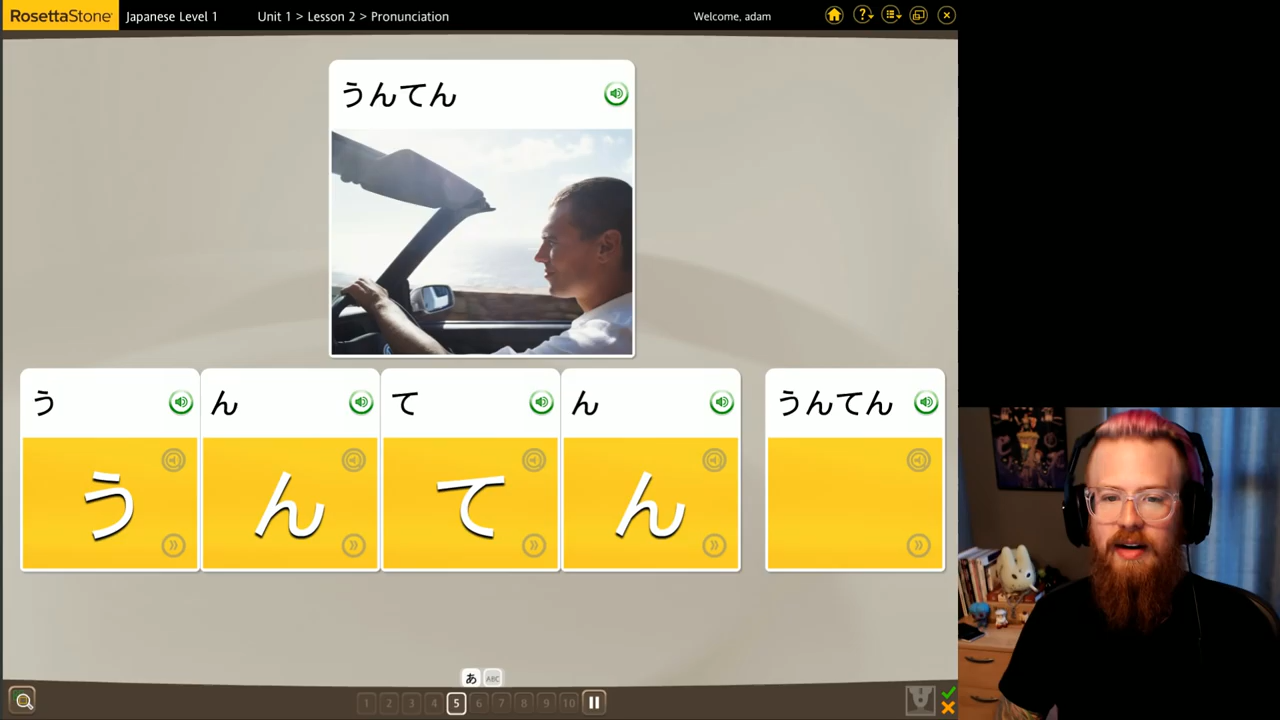 RosettaStone
Japanese Level 1
Unit 1 > Lesson 2 > Pronunciation
Welcome, adam
うんてん
う
ん
て
ん
うんてん
う
ん
て
ん
あ
ABC
1 2 3 4 5 6 7 8 9 10